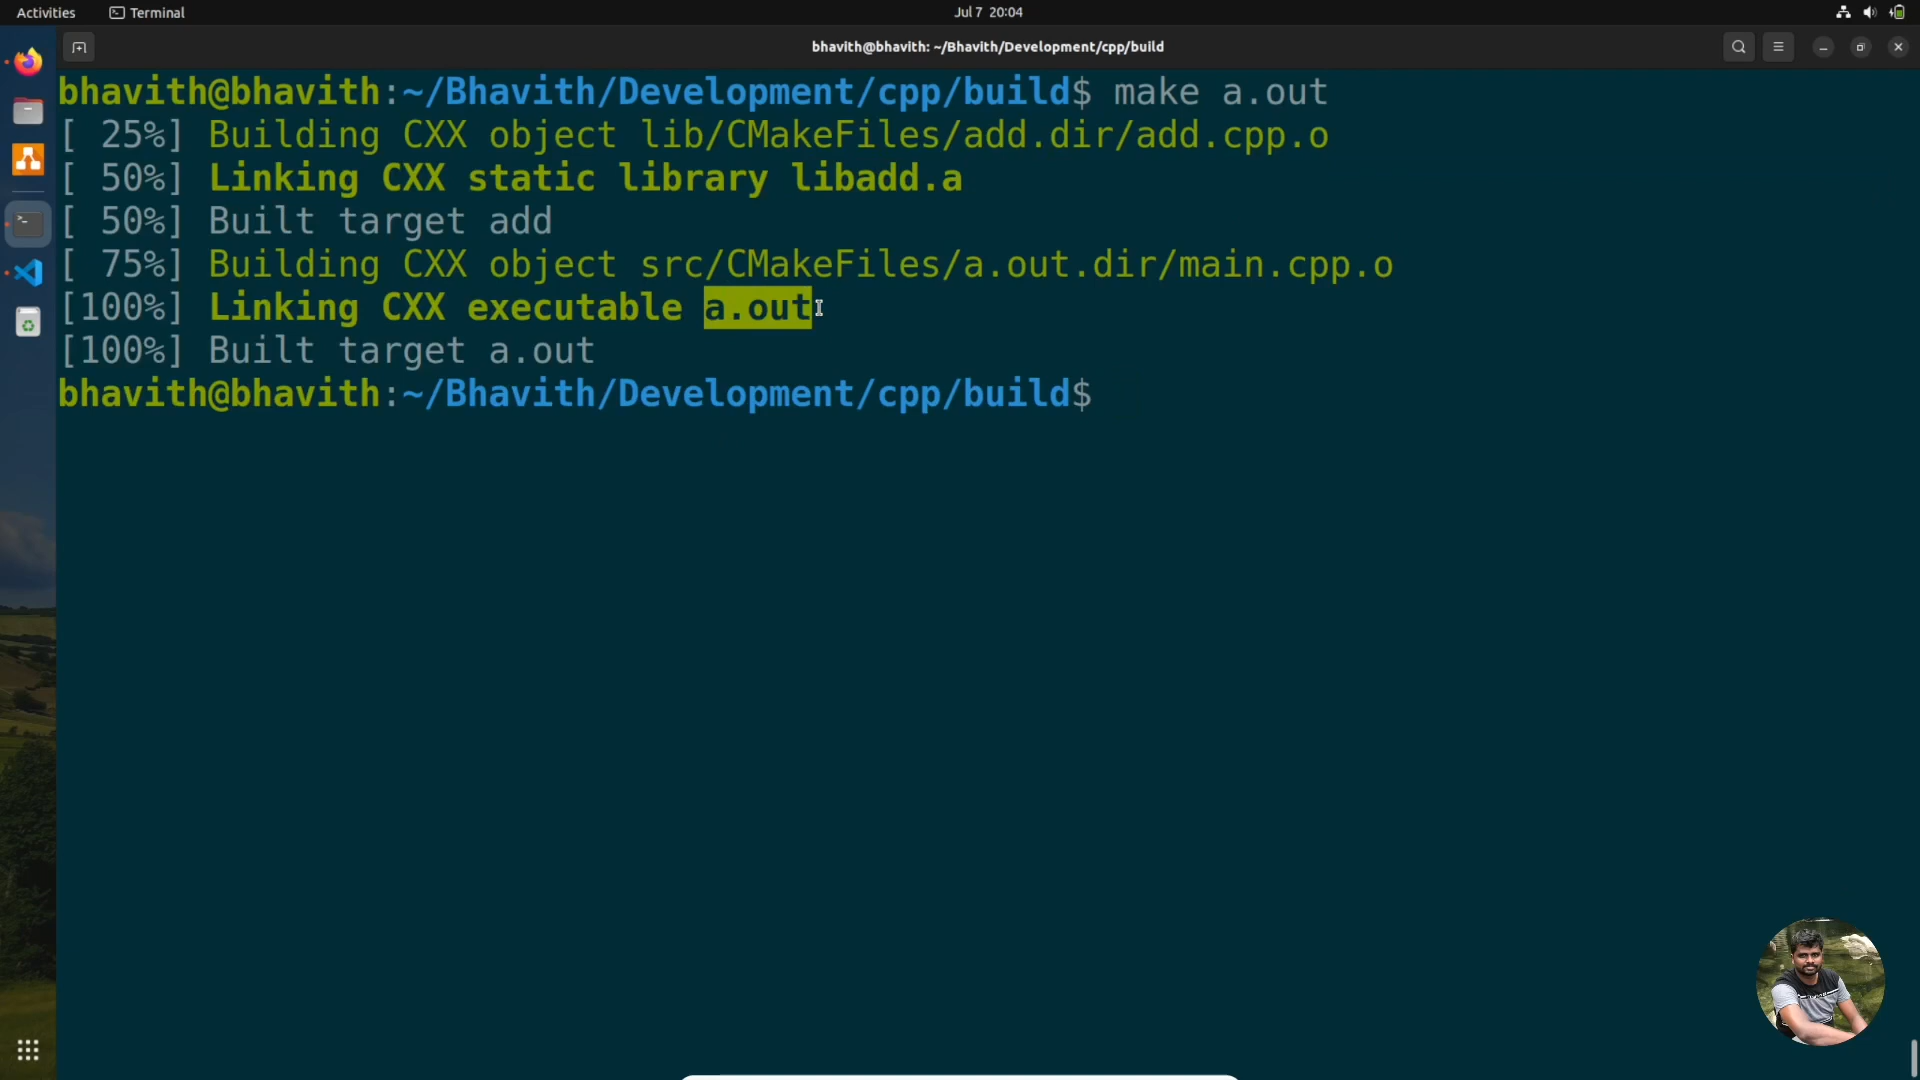 Activities
Terminal
Jul 7 20:04
bhavith@bhavith: ~/Bhavith/Development/cpp/build
bhavith@bhavith:~/Bhavith/Development/cpp/build$ make a.out
[ 25%] Building CXX object lib/CMakeFiles/add.dir/add.cpp.o
[ 50%] Linking CXX static library libadd.a
[ 50%] Built target add
[ 75%] Building CXX object src/CMakeFiles/a.out.dir/main.cpp.o
[100%] Linking CXX executable a.out
[100%] Built target a.out
bhavith@bhavith:~/Bhavith/Development/cpp/build$